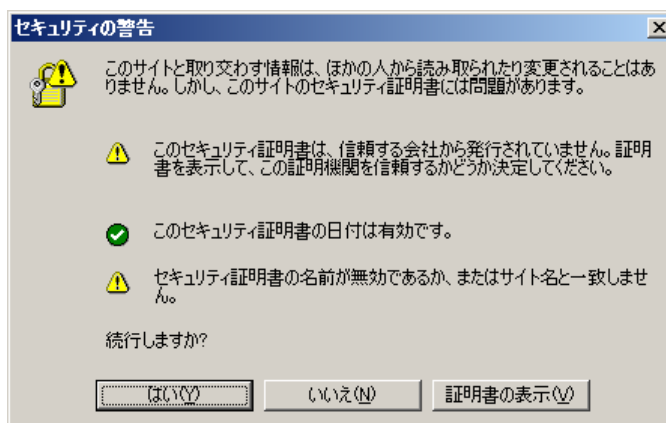 セキュリティの警告
このサイトと取り交わす情報は、ほかの人から読み取られたり変更されることはあ
りません。しかし、このサイトのセキュリティ証明書には問題があります。
このセキュリティ証明書は、信頼する会社から発行されていません。証明
書を表示して、この証明機関を信頼するかどうか決定してください。
このセキュリティ証明書の日付は有効です。
セキュリティ証明書の名前が無効であるか、またはサイト名と一致しませ
ん。
続行しますか?
はい(Y) いいえ(N) 証明書の表示(V)